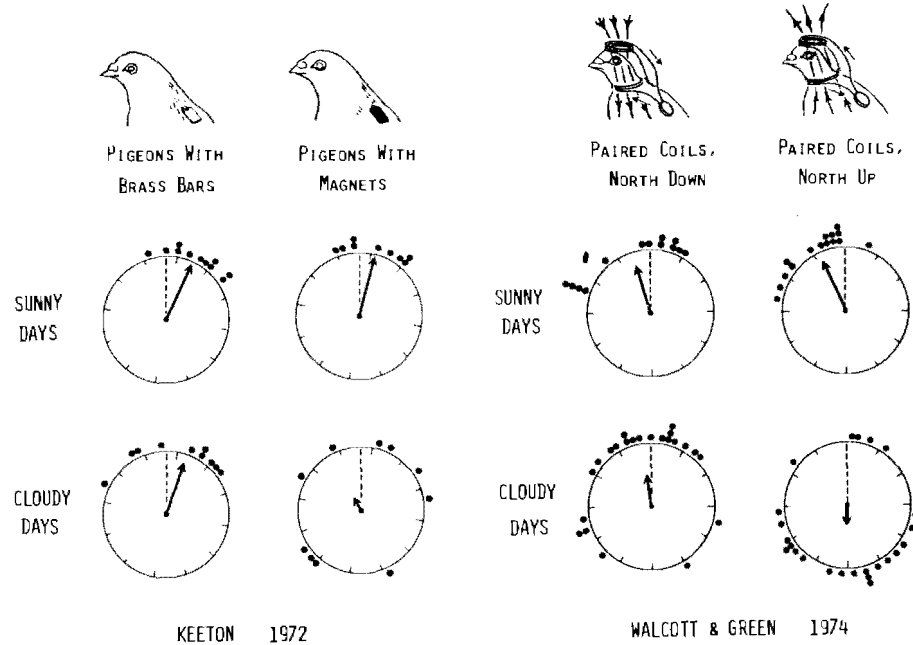 PIGEONS WITH
BRASS BARS
PIGEONS WITH
MAGNETS
PAIRED COILS,
NORTH DOWN
PAIRED COILS,
NORTH UP
SUNNY
DAYS
SUNNY
DAYS
CLOUDY
DAYS
CLOUDY
DAYS
KEETON 1972
WALCOTT & GREEN 1974